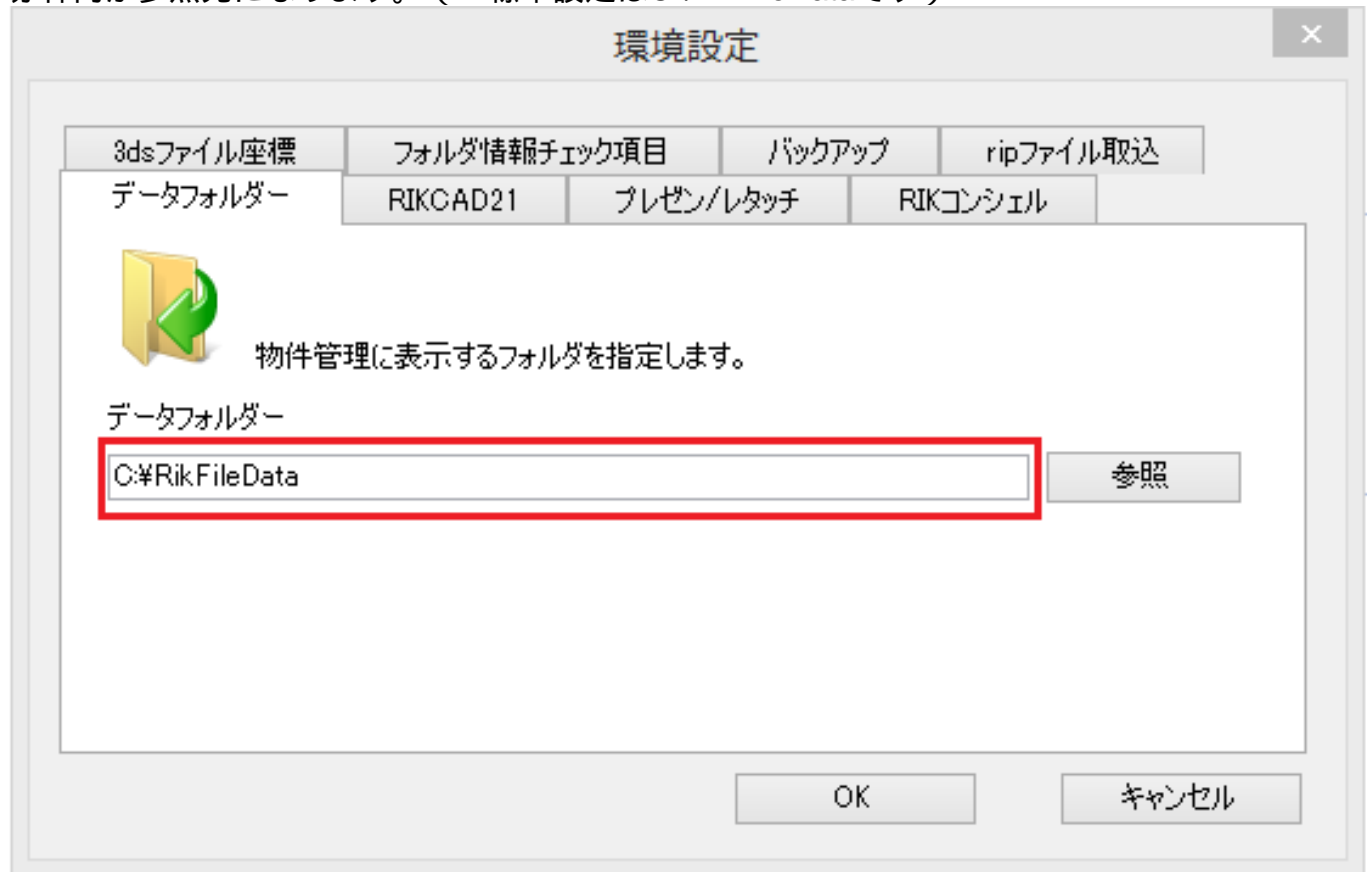 環境設定
3dsファイル座標 フォルダ情報チェック項目 バックアップ ripファイル取込
データフォルダー RIKCAD21 プレゼン/レタッチ RIKコンシェル
物件管理に表示するフォルダを指定します。
データフォルダー
C:¥RikFileData 参照
OK キャンセル